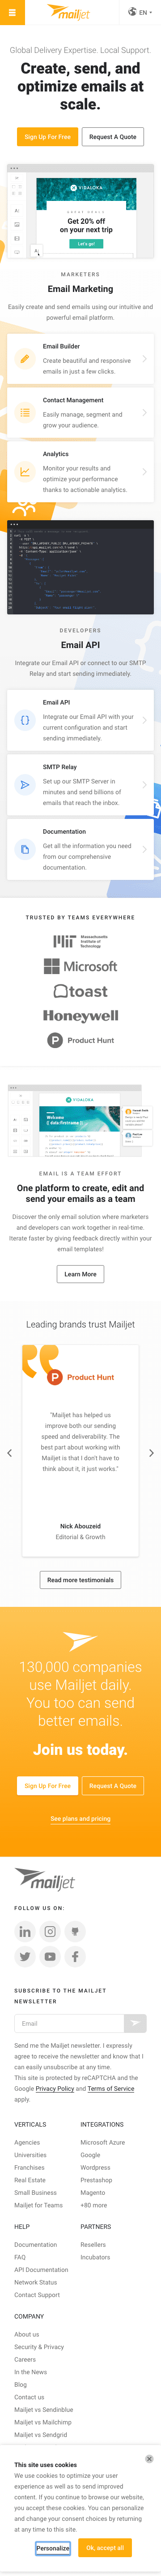 mailjet
EN
Global Delivery Expertise. Local Support.
Create, send, and
optimize emails at
scale.
Sign Up For Free
Request A Quote
VIDALOKA
Get 20% off
on your next trip
Let's go!
MARKETERS
Email Marketing
Easily create and send emails using our intuitive and
powerful email platform.
Email Builder
Create beautiful and responsive
emails in just a few clicks.
Contact Management
Easily manage, segment and
grow your audience.
Analytics
Monitor your results and
optimize your performance
thanks to actionable analytics.
DEVELOPERS
Email API
Integrate our Email API or connect to our SMTP
Relay and start sending immediately.
Email API
Integrate our Email API with your
current configuration and start
sending immediately.
SMTP Relay
Set up our SMTP Server in
minutes and send billions of
emails that reach the inbox.
Documentation
Get all the information you need
from our comprehensive
documentation.
TRUSTED BY TEAMS EVERYWHERE
Massachusetts
Institute of
Technology
Microsoft
toast
Honeywell
Product Hunt
VIDALOKA
Welcome
EMAIL IS A TEAM EFFORT
One platform to create, edit and
send your emails as a team
Discover the only email solution where marketers
and developers can work together in real-time.
Iterate faster by giving feedback directly within your
email templates!
Learn More
Leading brands trust Mailjet
Product Hunt
"Mailjet has helped us
improve both our sending
speed and deliverability. The
best part about working with
Mailjet is that I don't have to
think about it, it just works."
Nick Abouzeid
Editorial & Growth
Read more testimonials
130,000 companies
use Mailjet daily.
You too can send
better emails.
Join us today.
Sign Up For Free
Request A Quote
See plans and pricing
mailjet
FOLLOW US ON:
SUBSCRIBE TO THE MAILJET
NEWSLETTER
Email
Send me the Mailjet newsletter. I expressly
agree to receive the newsletter and know that I
can easily unsubscribe at any time.
This site is protected by reCAPTCHA and the
Google Privacy Policy and Terms of Service
apply.
VERTICALS
Agencies
Universities
Franchises
Real Estate
Small Business
Mailjet for Teams
INTEGRATIONS
Microsoft Azure
Google
Wordpress
Prestashop
Magento
+80 more
HELP
Documentation
FAQ
API Documentation
Network Status
Contact Support
PARTNERS
Resellers
Incubators
COMPANY
About us
Security & Privacy
Careers
In the News
Blog
Contact us
Mailjet vs Sendinblue
Mailjet vs Mailchimp
Mailjet vs Sendgrid
This site uses cookies
We use cookies to optimize your user
experience as well as to send improved
content. If you continue to browse our website,
you accept these cookies. You can personalize
and change your consent choices by returning
at any time to this site.
Personalize
Ok, accept all